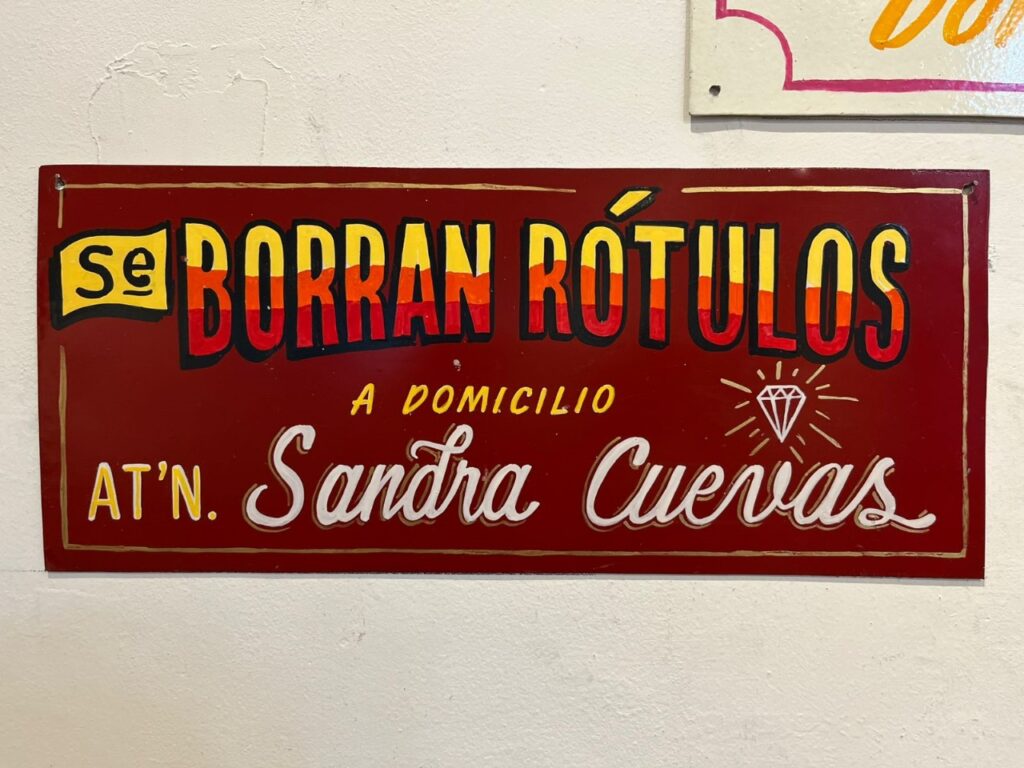 Se BORRAN RÓTULOS
A DOMICILIO
AT'N. Sandra Cuevas